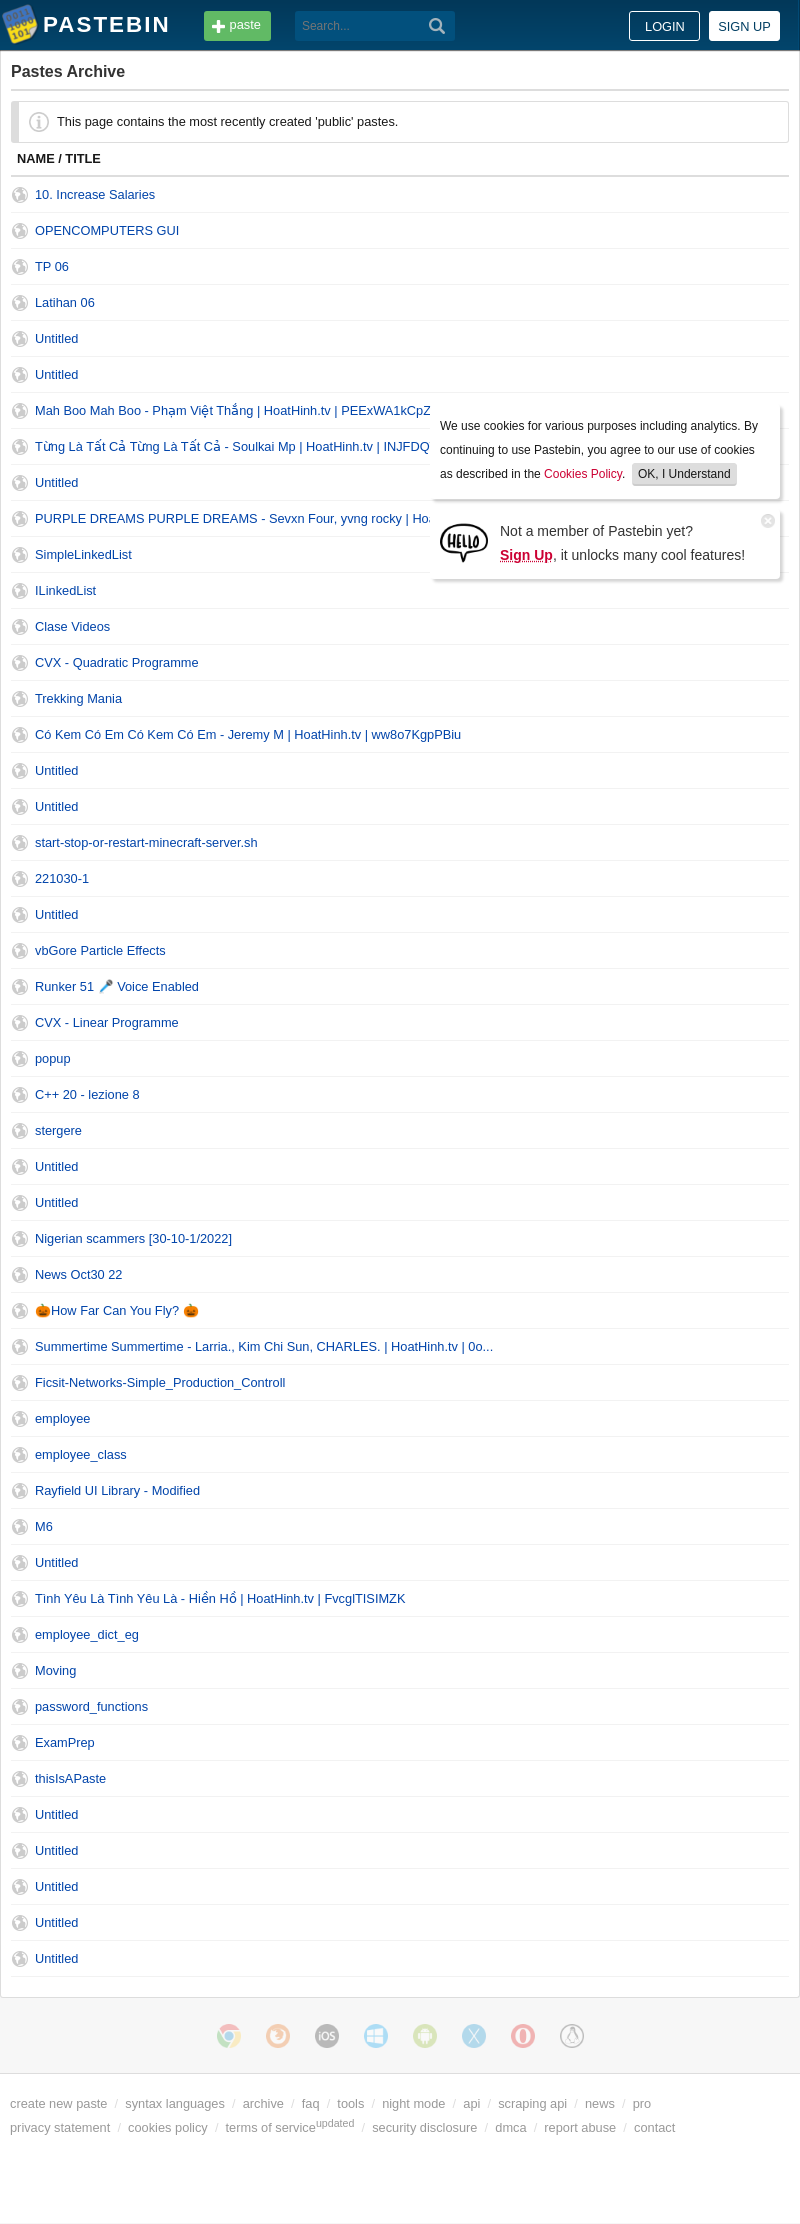 PASTEBIN
paste
Search...
LOGIN
SIGN UP
Pastes Archive
This page contains the most recently created 'public' pastes.
NAME / TITLE
10. Increase Salaries
OPENCOMPUTERS GUI
TP 06
Latihan 06
Untitled
Untitled
Mah Boo Mah Boo - Phạm Việt Thắng | HoatHinh.tv | PEExWA1kCpZ
Từng Là Tất Cả Từng Là Tất Cả - Soulkai Mp | HoatHinh.tv | INJFDQ
Untitled
PURPLE DREAMS PURPLE DREAMS - Sevxn Four, yvng rocky | Hoa
SimpleLinkedList
ILinkedList
Clase Videos
CVX - Quadratic Programme
Trekking Mania
Có Kem Có Em Có Kem Có Em - Jeremy M | HoatHinh.tv | ww8o7KgpPBiu
Untitled
Untitled
start-stop-or-restart-minecraft-server.sh
221030-1
Untitled
vbGore Particle Effects
Runker 51 🎤 Voice Enabled
CVX - Linear Programme
popup
C++ 20 - lezione 8
stergere
Untitled
Untitled
Nigerian scammers [30-10-1/2022]
News Oct30 22
🎃How Far Can You Fly? 🎃
Summertime Summertime - Larria., Kim Chi Sun, CHARLES. | HoatHinh.tv | 0o...
Ficsit-Networks-Simple_Production_Controll
employee
employee_class
Rayfield UI Library - Modified
M6
Untitled
Tình Yêu Là Tình Yêu Là - Hiền Hồ | HoatHinh.tv | FvcglTISIMZK
employee_dict_eg
Moving
password_functions
ExamPrep
thisIsAPaste
Untitled
Untitled
Untitled
Untitled
Untitled
We use cookies for various purposes including analytics. By
continuing to use Pastebin, you agree to our use of cookies
as described in the Cookies Policy. OK, I Understand
HELLO
Not a member of Pastebin yet?
Sign Up, it unlocks many cool features!
iOS
create new paste / syntax languages / archive / faq / tools / night mode / api / scraping api / news / pro
privacy statement / cookies policy / terms of service updated / security disclosure / dmca / report abuse / contact